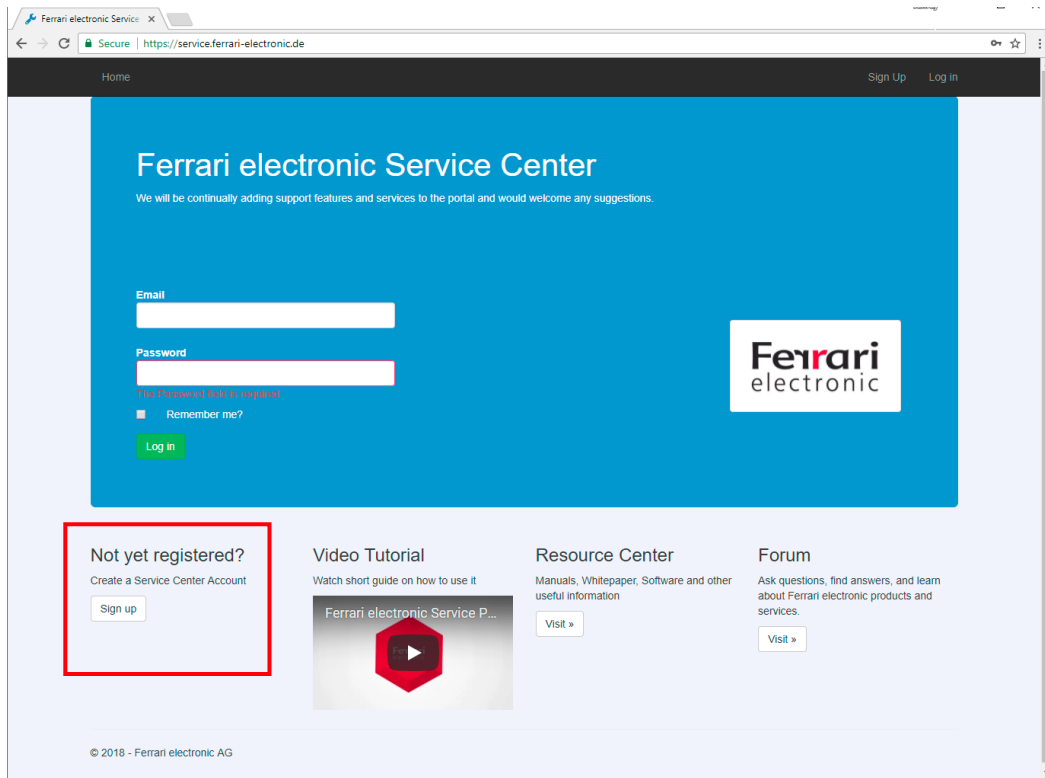 Ferrari electronic Service
Secure
https://service.ferrari-electronic.de
Home
Sign Up
Log in
Ferrari electronic Service Center
We will be continually adding support features and services to the portal and would welcome any suggestions.
Email
Password
The Password field is required.
Remember me?
Log in
Ferrari
electronic
Not yet registered?
Create a Service Center Account
Sign up
Video Tutorial
Watch short guide on how to use it
Ferrari electronic Service P...
Resource Center
Manuals, Whitepaper, Software and other
useful information
Visit »
Forum
Ask questions, find answers, and learn
about Ferrari electronic products and
services.
Visit »
© 2018 - Ferrari electronic AG